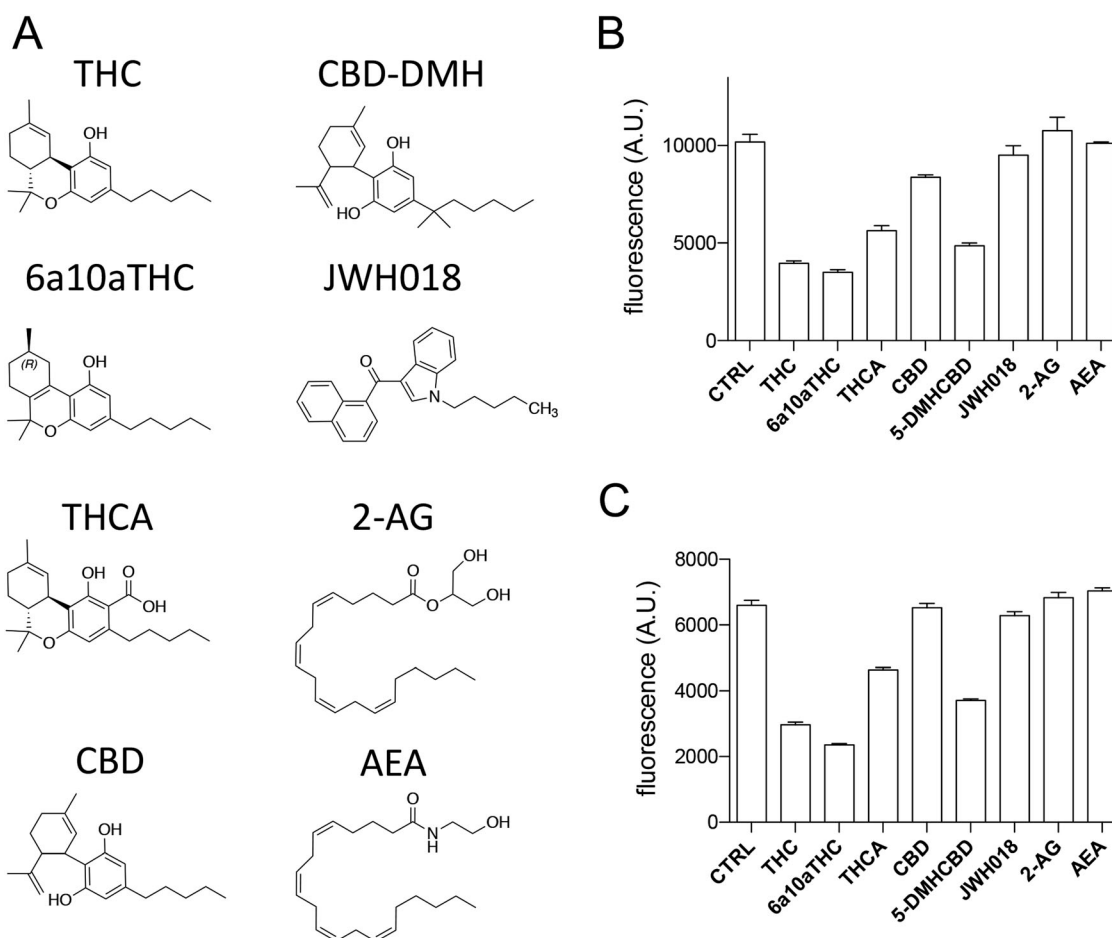 A
THC
OH
O
CBD-DMH
OH
HO
6a10aTHC
(R)
OH
O
JWH018
O
N
CH3
THCA
OH
O
OH
O
2-AG
O
O
OH
OH
CBD
OH
HO
AEA
O
N
H
OH
B
fluorescence (A.U.)
10000
5000
0
CTRL
THC
6a10aTHC
THCA
CBD
5-DMHCBD
JWH018
2-AG
AEA
C
fluorescence (A.U.)
8000
6000
4000
2000
0
CTRL
THC
6a10aTHC
THCA
CBD
5-DMHCBD
JWH018
2-AG
AEA